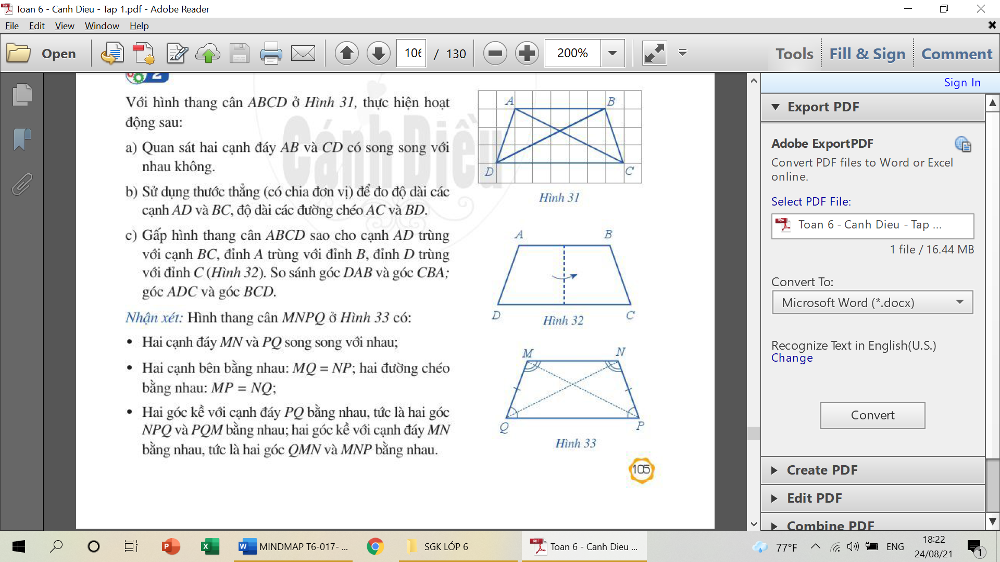 Toan 6 - Canh Dieu - Tap 1.pdf - Adobe Reader
File Edit View Window Help
Open
106 / 130
200%
Tools
Fill & Sign
Comment
2
Với hình thang cân ABCD ở Hình 31, thực hiện hoạt
động sau:
a) Quan sát hai cạnh đáy AB và CD có song song với
nhau không.
b) Sử dụng thước thẳng (có chia đơn vị) để đo độ dài các
cạnh AD và BC, độ dài các đường chéo AC và BD.
c) Gấp hình thang cân ABCD sao cho cạnh AD trùng
với cạnh BC, đỉnh A trùng với đỉnh B, đỉnh D trùng
với đỉnh C (Hình 32). So sánh góc DAB và góc CBA;
góc ADC và góc BCD.
Nhận xét: Hình thang cân MNPQ ở Hình 33 có:
• Hai cạnh đáy MN và PQ song song với nhau;
• Hai cạnh bên bằng nhau: MQ = NP; hai đường chéo
bằng nhau: MP = NQ;
• Hai góc kề với cạnh đáy PQ bằng nhau, tức là hai góc
NPQ và PQM bằng nhau; hai góc kề với cạnh đáy MN
bằng nhau, tức là hai góc QMN và MNP bằng nhau.
Cánh Diều
A B
D C
Hình 31
A B
D C
Hình 32
M N
Q P
Hình 33
105
Sign In
Export PDF
Adobe ExportPDF
Convert PDF files to Word or Excel
online.
Select PDF File:
Toan 6 - Canh Dieu - Tap ...
1 file / 16.44 MB
Convert To:
Microsoft Word (*.docx)
Recognize Text in English(U.S.)
Change
Convert
Create PDF
Edit PDF
Combine PDF
MINDMAP T6-017- ...
SGK LỚP 6
Toan 6 - Canh Dieu ...
77°F
ENG
18:22
24/08/21
1